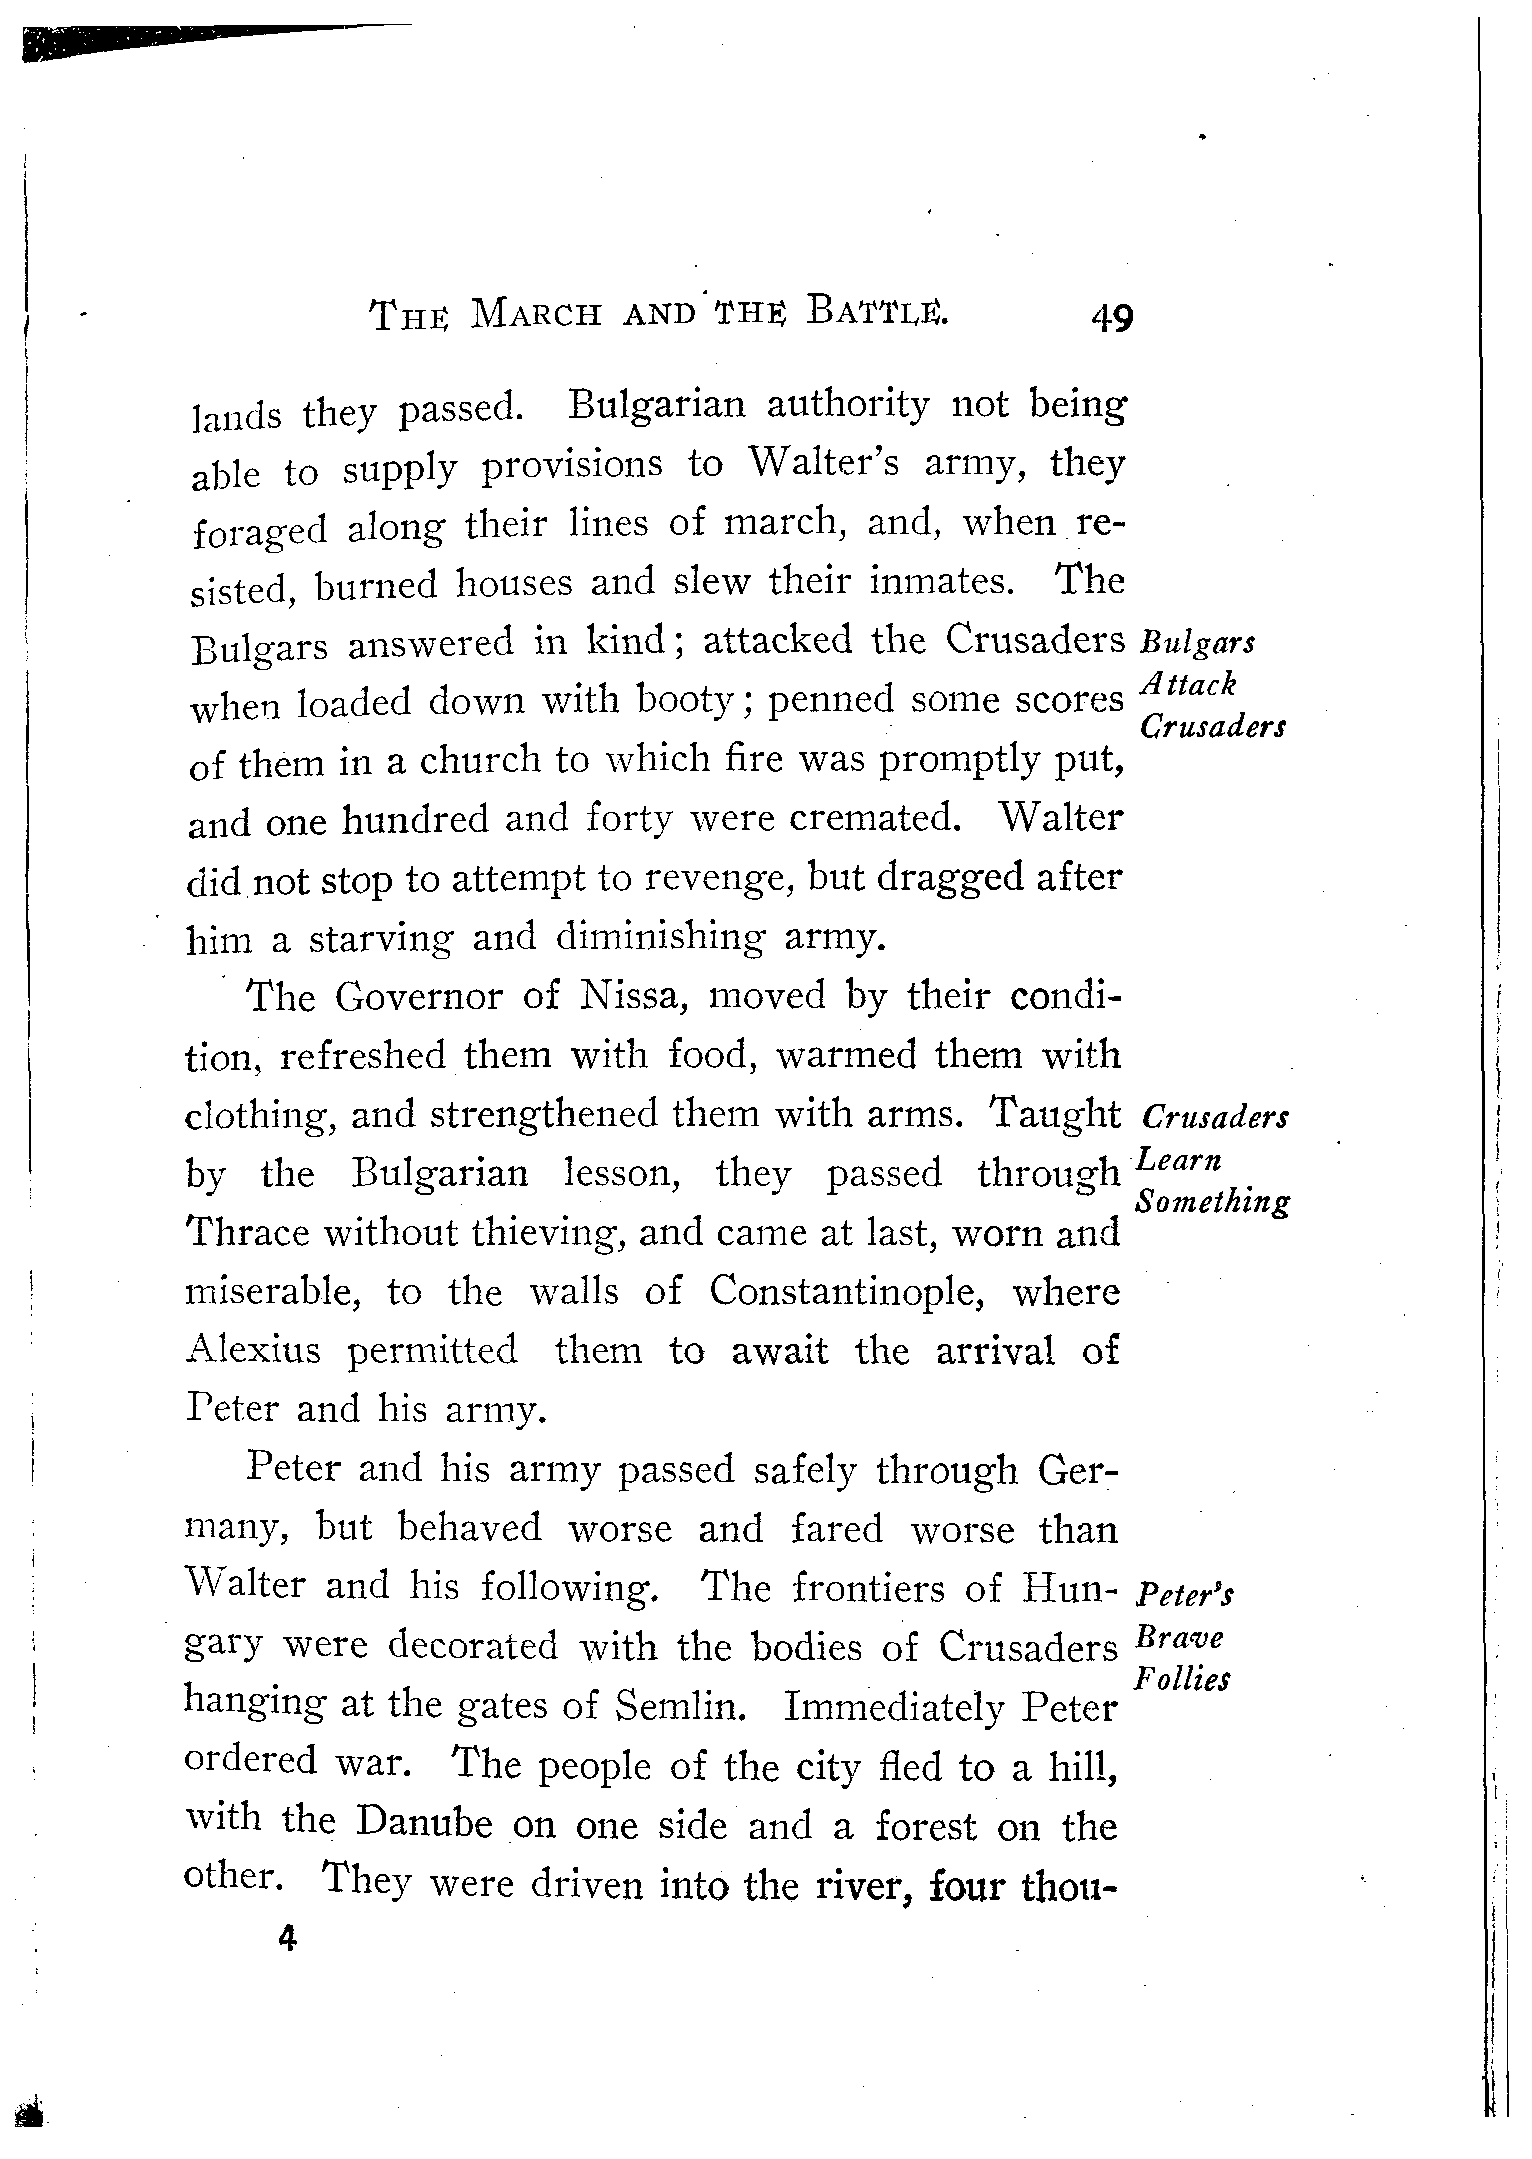 THE MARCH AND THE BATTLE. 49
lands they passed. Bulgarian authority not being
able to supply provisions to Walter's army, they
foraged along their lines of march, and, when re-
sisted, burned houses and slew their inmates. The
Bulgars answered in kind; attacked the Crusaders
when loaded down with booty; penned some scores
of them in a church to which fire was promptly put,
and one hundred and forty were cremated. Walter
did not stop to attempt to revenge, but dragged after
him a starving and diminishing army.
Bulgars
Attack
Crusaders
The Governor of Nissa, moved by their condi-
tion, refreshed them with food, warmed them with
clothing, and strengthened them with arms. Taught
by the Bulgarian lesson, they passed through
Thrace without thieving, and came at last, worn and
miserable, to the walls of Constantinople, where
Alexius permitted them to await the arrival of
Peter and his army.
Crusaders
Learn
Something
Peter and his army passed safely through Ger-
many, but behaved worse and fared worse than
Walter and his following. The frontiers of Hun-
gary were decorated with the bodies of Crusaders
hanging at the gates of Semlin. Immediately Peter
ordered war. The people of the city fled to a hill,
with the Danube on one side and a forest on the
other. They were driven into the river, four thou-
Peter's
Brave
Follies
4